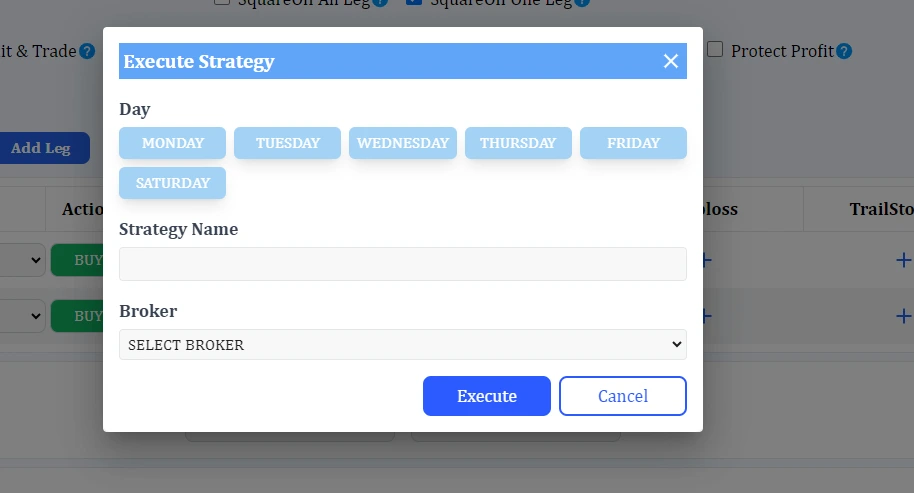 SquareOff All Leg ? SquareOff One Leg ?
it & Trade ? Protect Profit ?
Execute Strategy
Day
MONDAY TUESDAY WEDNESDAY THURSDAY FRIDAY
SATURDAY
Add Leg
Strategy Name
Actio loss TrailSto
BUY
BUY
Broker
SELECT BROKER
Execute Cancel